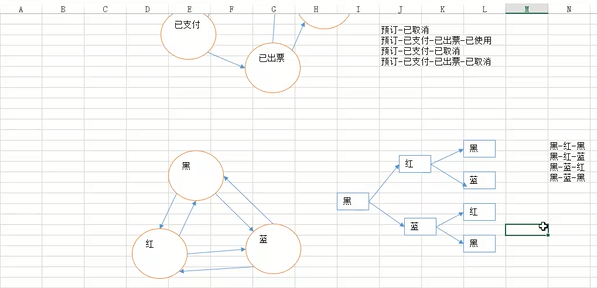 A B C D E F G H I J K L M N
已支付
已出票
预订-已取消
预订-已支付-已出票-已使用
预订-已支付-已取消
预订-已支付-已出票-已取消
黑
红
蓝
黑
红
蓝
黑
蓝
红
黑
黑-红-黑
黑-红-蓝
黑-蓝-红
黑-蓝-黑